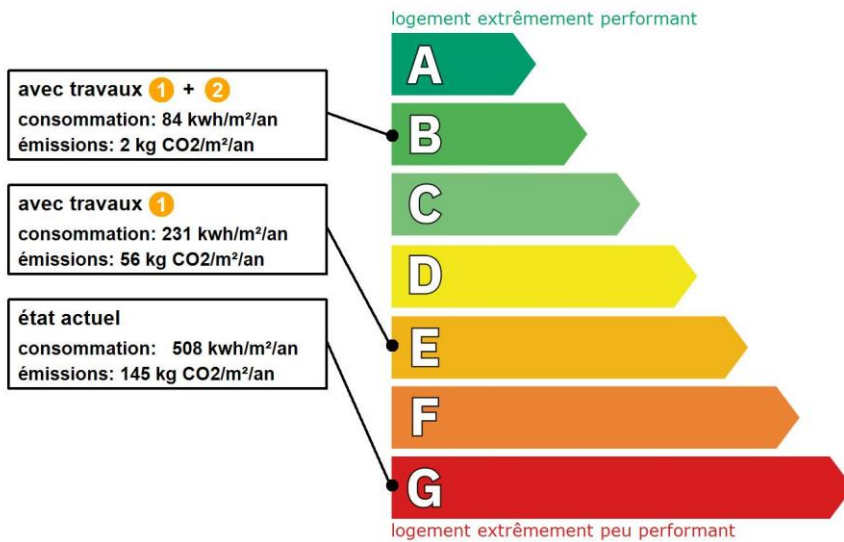 logement extrêmement performant
A
avec travaux 1 + 2
consommation: 84 kwh/m²/an
émissions: 2 kg CO2/m²/an
B
C
avec travaux 1
consommation: 231 kwh/m²/an
émissions: 56 kg CO2/m²/an
D
état actuel
consommation: 508 kwh/m²/an
émissions: 145 kg CO2/m²/an
E
F
G
logement extrêmement peu performant